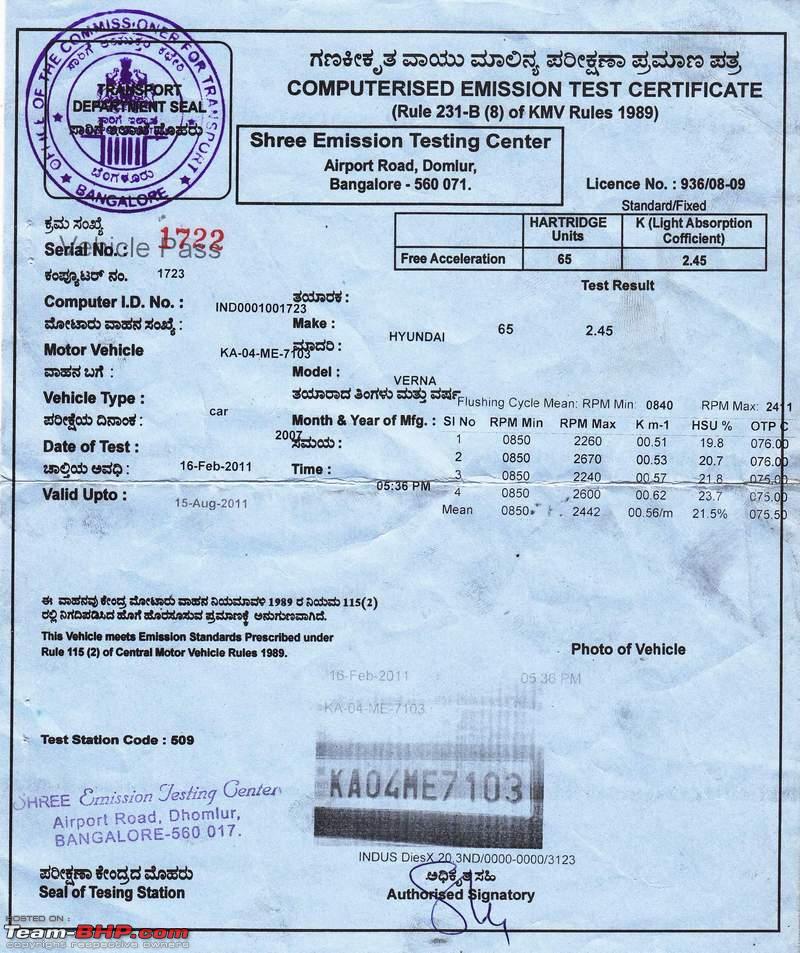 OFFICE OF THE COMMISSIONER FOR TRANSPORT
ಬೆಂಗಳೂರು
BANGALORE
TRANSPORT
DEPARTMENT SEAL
ಸಾರಿಗೆ ಇಲಾಖೆ ಮೊಹರು
ಗಣಕೀಕೃತ ವಾಯು ಮಾಲಿನ್ಯ ಪರೀಕ್ಷಣಾ ಪ್ರಮಾಣ ಪತ್ರ
COMPUTERISED EMISSION TEST CERTIFICATE
(Rule 231-B (8) of KMV Rules 1989)
Shree Emission Testing Center
Airport Road, Domlur,
Bangalore - 560 071.
Licence No. : 936/08-09
Standard/Fixed
HARTRIDGE Units K (Light Absorption Cofficient)
Free Acceleration 65 2.45
Test Result
65 2.45
ಕ್ರಮ ಸಂಖ್ಯೆ
Vehicle Pass
Serial No. : 1722
ಕಂಪ್ಯೂಟರ್ ನಂ. 1723
Computer I.D. No. : IND0001001723
ಮೋಟಾರು ವಾಹನ ಸಂಖ್ಯೆ :
Motor Vehicle KA-04-ME-7103
ವಾಹನ ಬಗೆ :
Vehicle Type : car
ಪರೀಕ್ಷೆಯ ದಿನಾಂಕ :
Date of Test : 16-Feb-2011
ಚಾಲ್ತಿಯ ಅವಧಿ :
Valid Upto : 15-Aug-2011
ತಯಾರಕ :
Make : HYUNDAI
ಮಾದರಿ :
Model : VERNA
ತಯಾರಾದ ತಿಂಗಳು ಮತ್ತು ವರ್ಷ
Month & Year of Mfg. : 2007
ಸಮಯ :
Time : 05:36 PM
Flushing Cycle Mean: RPM Min: 0840 RPM Max: 2411
Sl No RPM Min RPM Max K m-1 HSU % OTP C
1 0850 2260 00.51 19.8 076.00
2 0850 2670 00.53 20.7 076.00
3 0850 2240 00.57 21.8 075.00
4 0850 2600 00.62 23.7 075.00
Mean 0850 2442 00.56/m 21.5% 075.50
ಈ ವಾಹನವು ಕೇಂದ್ರ ಮೋಟಾರು ವಾಹನ ನಿಯಮಾವಳಿ 1989 ರ ನಿಯಮ 115(2)
ರಲ್ಲಿ ನಿಗದಿಪಡಿಸಿದ ಹೊಗೆ ಹೊರಸೂಸುವ ಪ್ರಮಾಣಕ್ಕೆ ಅನುಗುಣವಾಗಿದೆ.
This Vehicle meets Emission Standards Prescribed under
Rule 115 (2) of Central Motor Vehicle Rules 1989.
Photo of Vehicle
16-Feb-2011 05:36 PM
KA-04-ME-7103
KA04ME7103
Test Station Code : 509
SHREE Emission Testing Center
Airport Road, Dhomlur,
BANGALORE-560 017.
INDUS DiesX 20.3ND/0000-0000/3123
ಪರೀಕ್ಷಣಾ ಕೇಂದ್ರದ ಮೊಹರು
Seal of Tesing Station
ಅಧಿಕೃತ ಸಹಿ
Authorised Signatory
HOSTED ON :
Team-BHP.com
copyright respective owners